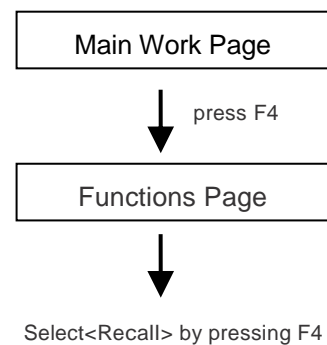 Main Work Page
press F4
Functions Page
Select<Recall> by pressing F4